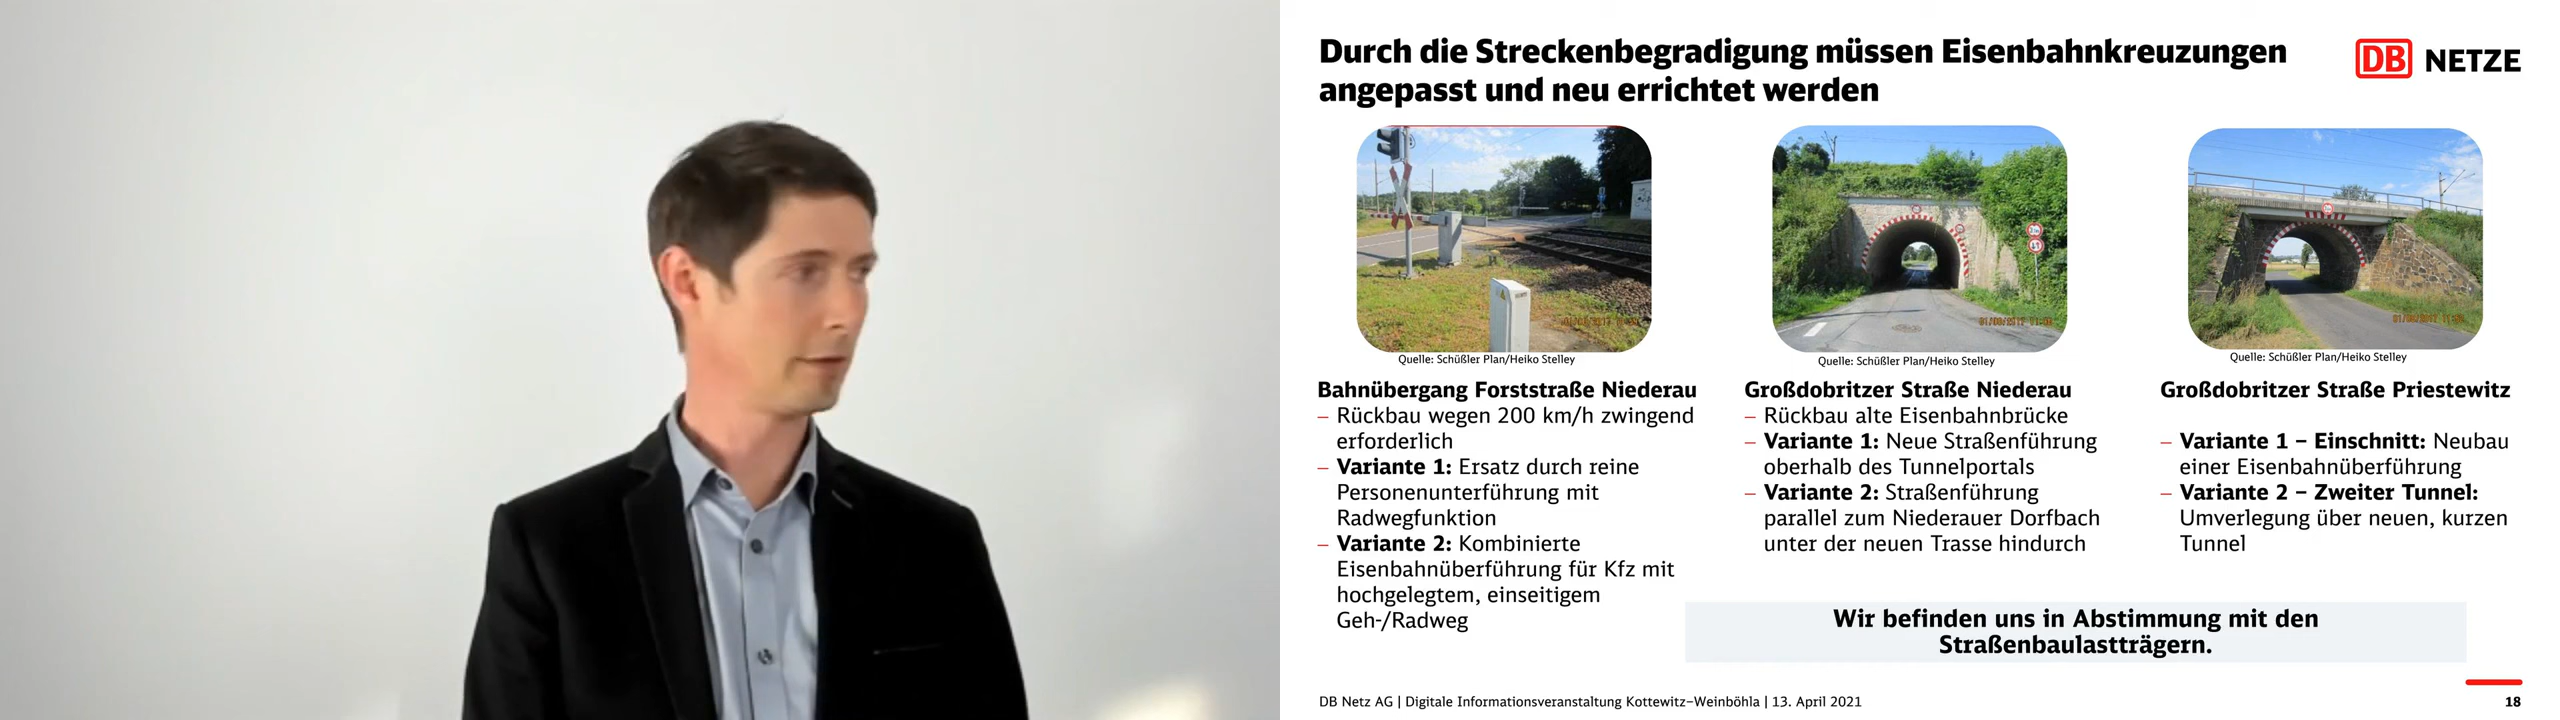 Durch die Streckenbegradigung müssen Eisenbahnkreuzungen
angepasst und neu errichtet werden
DB NETZE
Quelle: Schüßler Plan/Heiko Stelley
Bahnübergang Forststraße Niederau
– Rückbau wegen 200 km/h zwingend
erforderlich
– Variante 1: Ersatz durch reine
Personenunterführung mit
Radwegfunktion
– Variante 2: Kombinierte
Eisenbahnüberführung für Kfz mit
hochgelegtem, einseitigem
Geh-/Radweg
Quelle: Schüßler Plan/Heiko Stelley
Großdobritzer Straße Niederau
– Rückbau alte Eisenbahnbrücke
– Variante 1: Neue Straßenführung
oberhalb des Tunnelportals
– Variante 2: Straßenführung
parallel zum Niederauer Dorfbach
unter der neuen Trasse hindurch
Quelle: Schüßler Plan/Heiko Stelley
Großdobritzer Straße Priestewitz
– Variante 1 – Einschnitt: Neubau
einer Eisenbahnüberführung
– Variante 2 – Zweiter Tunnel:
Umverlegung über neuen, kurzen
Tunnel
Wir befinden uns in Abstimmung mit den
Straßenbaulastträgern.
DB Netz AG | Digitale Informationsveranstaltung Kottewitz–Weinböhla | 13. April 2021
18